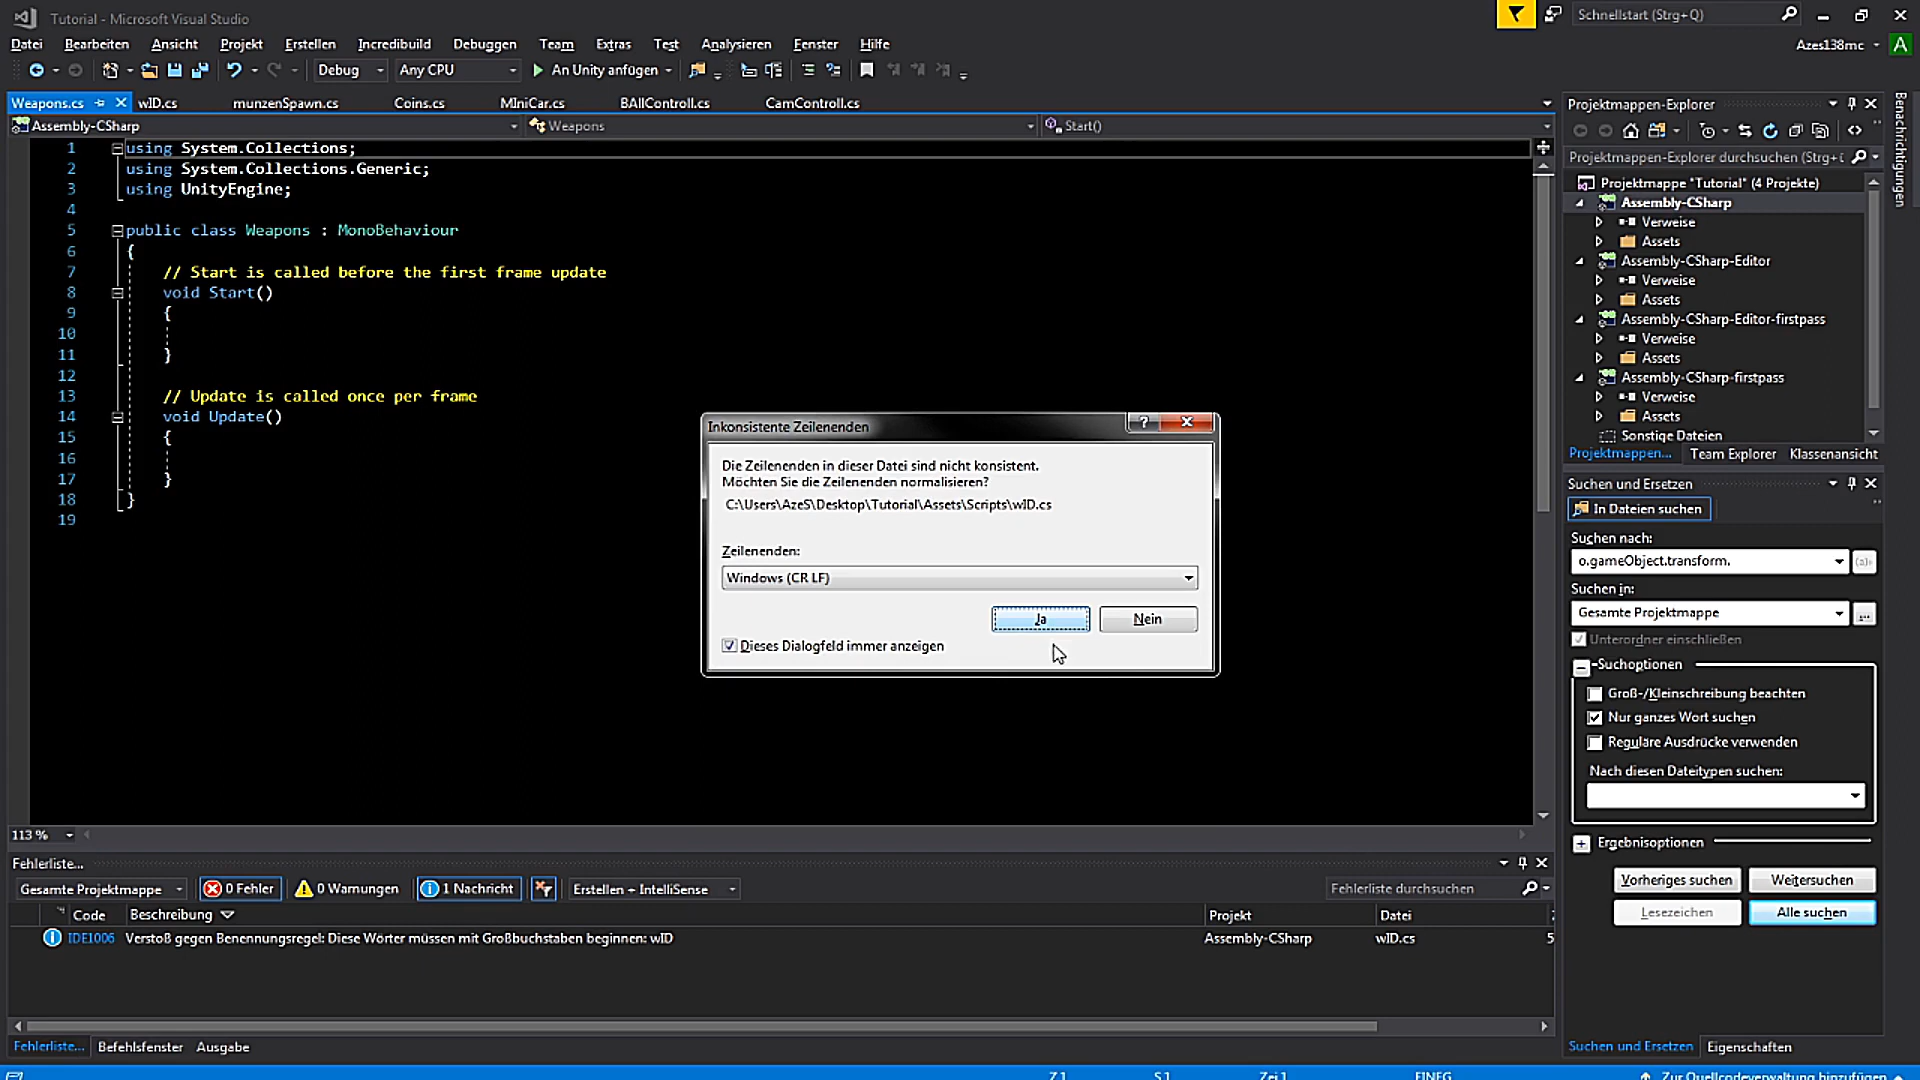 Tutorial - Microsoft Visual Studio
Schnellstart (Strg+Q)
Datei Bearbeiten Ansicht Projekt Erstellen Incredibuild Debuggen Team Extras Test Analysieren Fenster Hilfe
Azes138mc
A
Debug Any CPU An Unity anfügen
Weapons.cs wID.cs munzenSpawn.cs Coins.cs MIniCar.cs BAllControll.cs CamControll.cs
Assembly-CSharp Weapons Start()
1 using System.Collections;
2 using System.Collections.Generic;
3 using UnityEngine;
4
5 public class Weapons : MonoBehaviour
6 {
7 // Start is called before the first frame update
8 void Start()
9 {
10
11 }
12
13 // Update is called once per frame
14 void Update()
15 {
16
17 }
18 }
19
Inkonsistente Zeilenenden
?
Die Zeilenenden in dieser Datei sind nicht konsistent.
Möchten Sie die Zeilenenden normalisieren?
C:\Users\AzeS\Desktop\Tutorial\Assets\Scripts\wID.cs
Zeilenenden:
Windows (CR LF)
Ja Nein
Dieses Dialogfeld immer anzeigen
Projektmappen-Explorer
Projektmappen-Explorer durchsuchen (Strg+
Projektmappe "Tutorial" (4 Projekte)
Assembly-CSharp
Verweise
Assets
Assembly-CSharp-Editor
Verweise
Assets
Assembly-CSharp-Editor-firstpass
Verweise
Assets
Assembly-CSharp-firstpass
Verweise
Assets
Sonstige Dateien
Projektmappen... Team Explorer Klassenansicht
Benachrichtigungen
Suchen und Ersetzen
In Dateien suchen
Suchen nach:
o.gameObject.transform.
Suchen in:
Gesamte Projektmappe
...
Unterordner einschließen
Suchoptionen
Groß-/Kleinschreibung beachten
Nur ganzes Wort suchen
Reguläre Ausdrücke verwenden
Nach diesen Dateitypen suchen:
Ergebnisoptionen
Vorheriges suchen Weitersuchen
Lesezeichen Alle suchen
Suchen und Ersetzen Eigenschaften
113 %
Fehlerliste...
Gesamte Projektmappe 0 Fehler 0 Warnungen 1 Nachricht Erstellen + IntelliSense Fehlerliste durchsuchen
Code Beschreibung Projekt Datei
IDE1006 Verstoß gegen Benennungsregel: Diese Wörter müssen mit Großbuchstaben beginnen: wID Assembly-CSharp wID.cs 5
Fehlerliste... Befehlsfenster Ausgabe
Z 1 S 1 Zei 1 EINFG Zur Quellcodeverwaltung hinzufügen